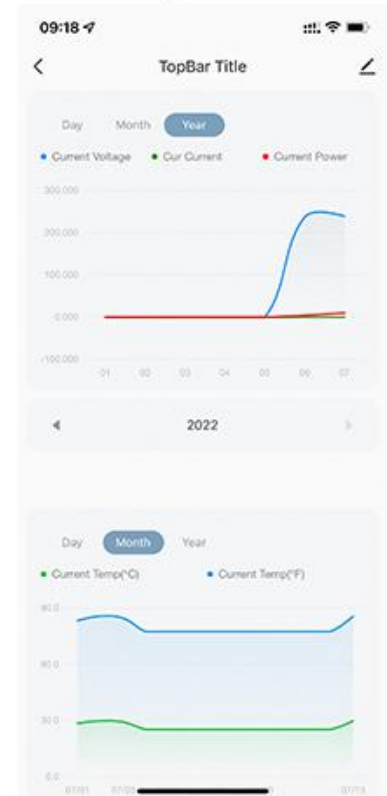 09:18
TopBar Title
Day Month Year
Current Voltage Cur Current Current Power
300.000
200.000
100.000
-0.000
-100.000
01 02 03 04 05 06 07
2022
Day Month Year
Current Temp(°C) Current Temp(°F)
90.0
60.0
30.0
0.0
07/01 07/13